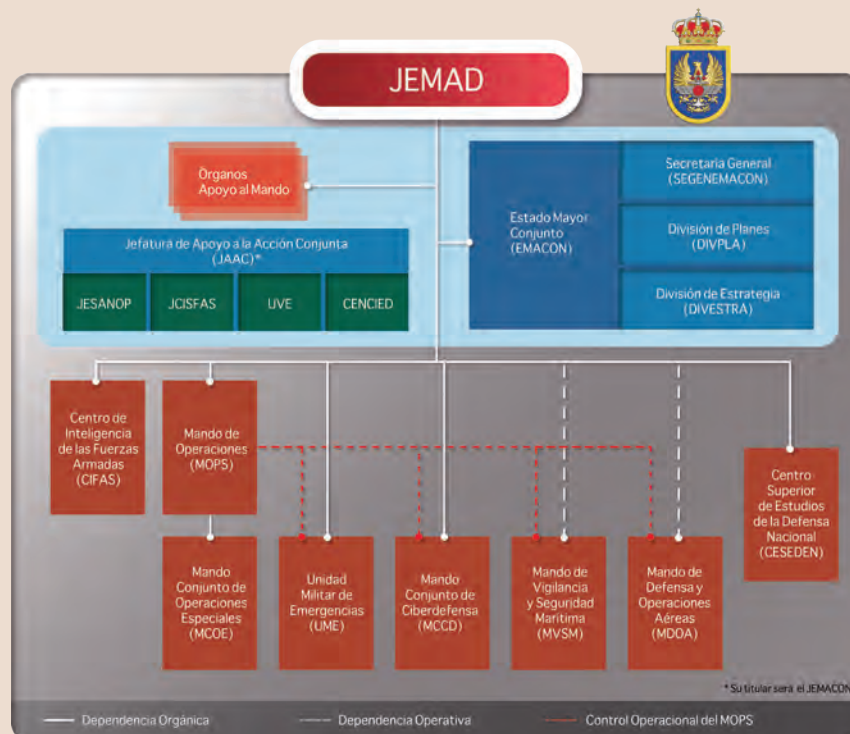 JEMAD
Órganos
Apoyo al Mando
Jefatura de Apoyo a la Acción Conjunta
(JAAC)*
JESANOP
JCISFAS
UVE
CENCIED
Estado Mayor
Conjunto
(EMACON)
Secretaria General
(SEGENEMACON)
División de Planes
(DIVPLA)
División de Estrategia
(DIVESTRA)
Centro de
Inteligencia
de las Fuerzas
Armadas
(CIFAS)
Mando de
Operaciones
(MOPS)
Centro
Superior
de Estudios
de la Defensa
Nacional
(CESEDEN)
Mando
Conjunto de
Operaciones
Especiales
(MCOE)
Unidad
Militar de
Emergencias
(UME)
Mando
Conjunto de
Ciberdefensa
(MCCD)
Mando de
Vigilancia
y Seguridad
Marítima
(MVSM)
Mando de
Defensa y
Operaciones
Aéreas
(MDOA)
* Su titular será el JEMACON
Dependencia Orgánica
Dependencia Operativa
Control Operacional del MOPS